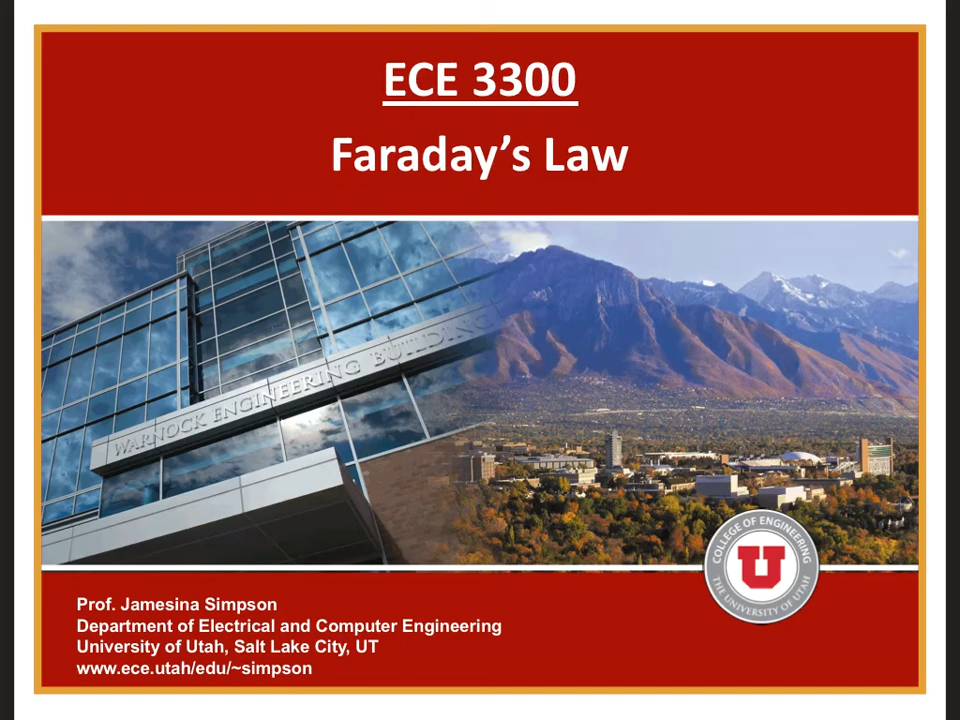 ECE 3300
Faraday's Law
WARNOCK ENGINEERING BUILDING
COLLEGE OF ENGINEERING
U
THE UNIVERSITY OF UTAH
Prof. Jamesina Simpson
Department of Electrical and Computer Engineering
University of Utah, Salt Lake City, UT
www.ece.utah/edu/~simpson